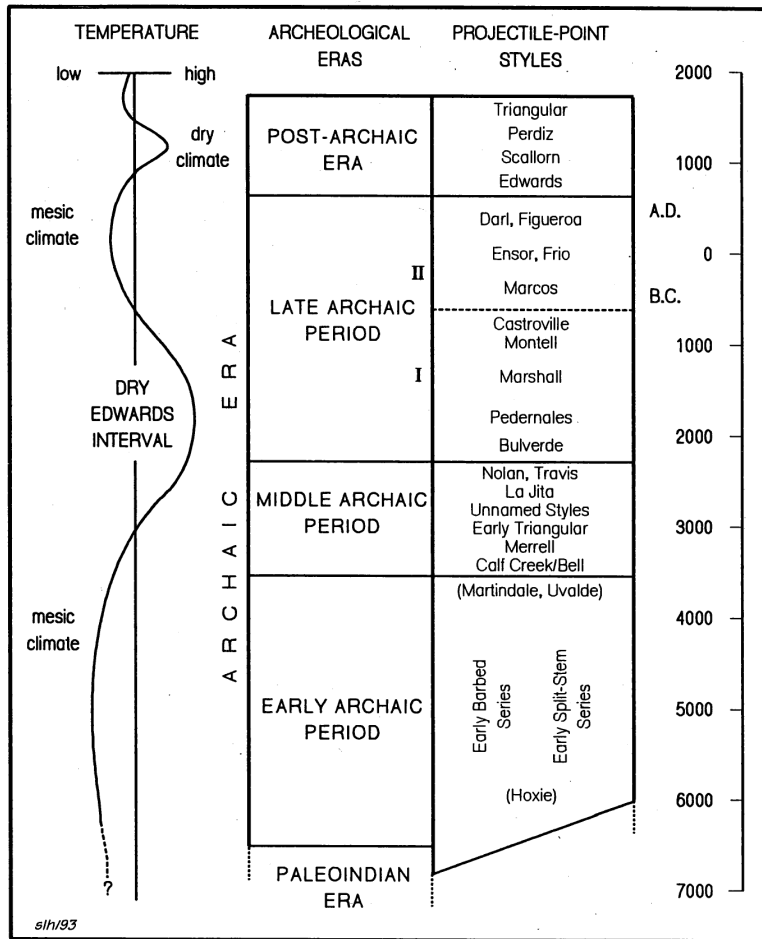 TEMPERATURE
low
high
dry
climate
mesic
climate
DRY
EDWARDS
INTERVAL
mesic
climate
?
slh/93
ARCHEOLOGICAL
ERAS
POST-ARCHAIC
ERA
ARCHAIC ERA
LATE ARCHAIC
PERIOD
II
I
MIDDLE ARCHAIC
PERIOD
EARLY ARCHAIC
PERIOD
PALEOINDIAN
ERA
PROJECTILE-POINT
STYLES
Triangular
Perdiz
Scallorn
Edwards
Darl, Figueroa
Ensor, Frio
Marcos
Castroville
Montell
Marshall
Pedernales
Bulverde
Nolan, Travis
La Jita
Unnamed Styles
Early Triangular
Merrell
Calf Creek/Bell
(Martindale, Uvalde)
Early Barbed
Series
Early Split-Stem
Series
(Hoxie)
2000
1000
A.D.
0
B.C.
1000
2000
3000
4000
5000
6000
7000